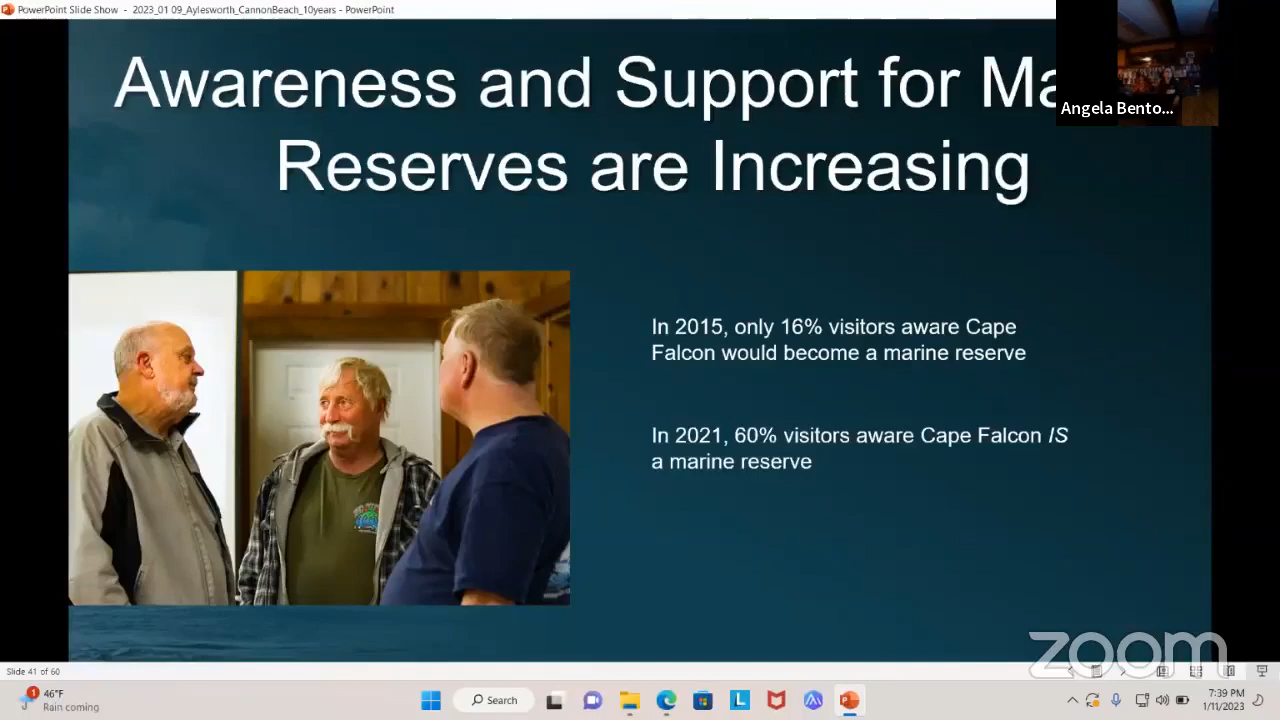 PowerPoint Slide Show - 2023_01 09_Aylesworth_CannonBeach_10years - PowerPoint
Awareness and Support for Ma
Reserves are Increasing
Angela Bento...
In 2015, only 16% visitors aware Cape
Falcon would become a marine reserve
In 2021, 60% visitors aware Cape Falcon IS
a marine reserve
zoom
Slide 41 of 60
1
46°F
Rain coming
Search
L
7:39 PM
1/11/2023